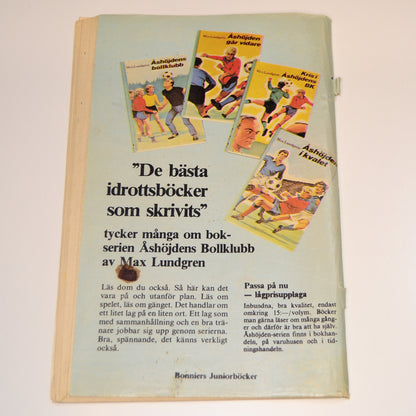 Max Lundgren
Åshöjdens
bollklubb
Max Lundgren
Åshöjden
går vidare
Max Lundgren
Kris i
Åshöjdens
BK
Max Lundgren
Åshöjden
i kvalet
"De bästa
idrottsböcker
som skrivits"
tycker många om bok-
serien Åshöjdens Bollklubb
av Max Lundgren
Läs dom du också. Så här kan det
vara på och utanför plan. Läs om
spelet, läs om gänget. Det handlar om
ett litet lag på en liten ort. Ett lag som
med sammanhållning och en bra trä-
nare jobbar sig upp genom serierna.
Bra, spännande, det känns verkligt
också.
Passa på nu
— lågprisupplaga
Inbundna, bra kvalitet, endast
omkring 15:—/volym. Böcker
man gärna läser om många gång-
er och därför är bra att ha själv.
Åshöjden-serien finns i bokhan-
deln, på varuhusen och i tid-
ningshandeln.
Bonniers Juniorböcker